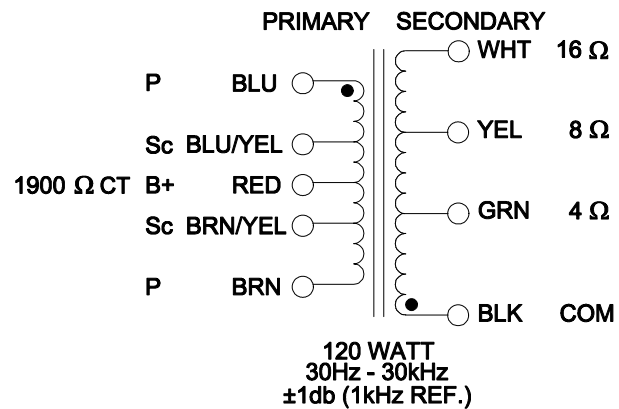 PRIMARY SECONDARY
WHT 16 Ω
P BLU
YEL 8 Ω
Sc BLU/YEL
1900 Ω CT B+ RED
GRN 4 Ω
Sc BRN/YEL
P BRN
BLK COM
120 WATT
30Hz - 30kHz
±1db (1kHz REF.)